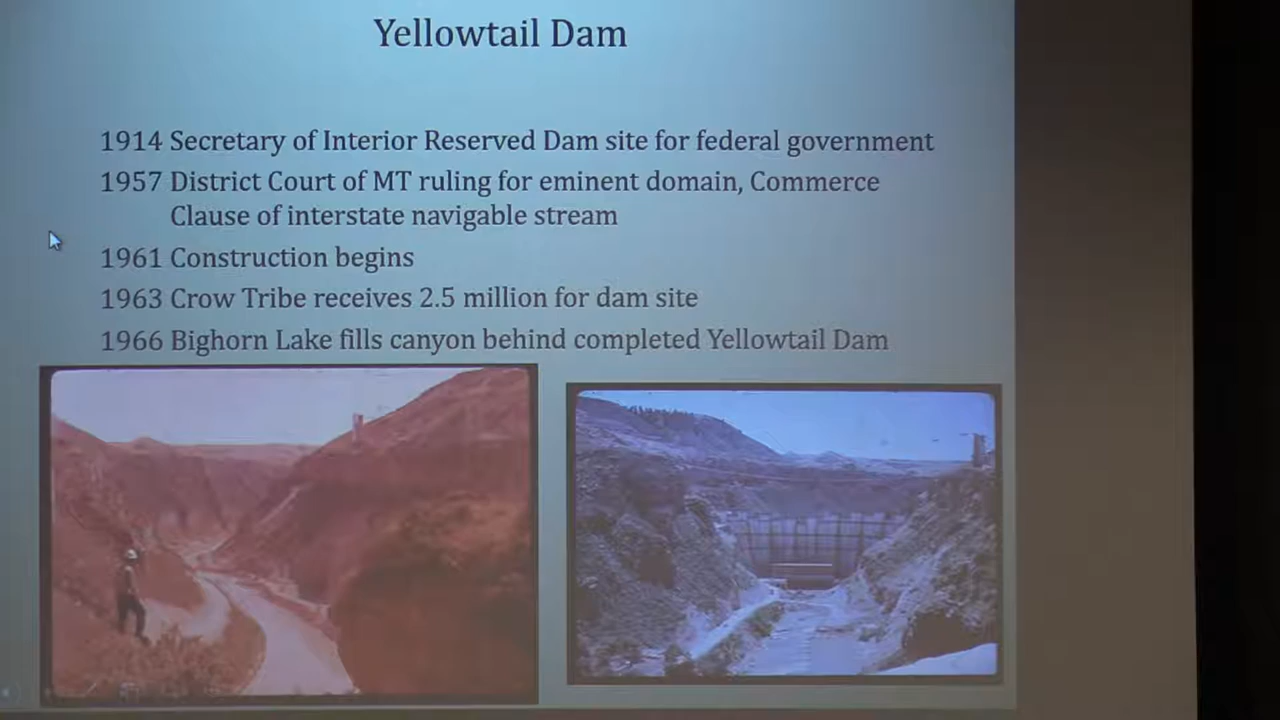 Yellowtail Dam
1914 Secretary of Interior Reserved Dam site for federal government
1957 District Court of MT ruling for eminent domain, Commerce
Clause of interstate navigable stream
1961 Construction begins
1963 Crow Tribe receives 2.5 million for dam site
1966 Bighorn Lake fills canyon behind completed Yellowtail Dam